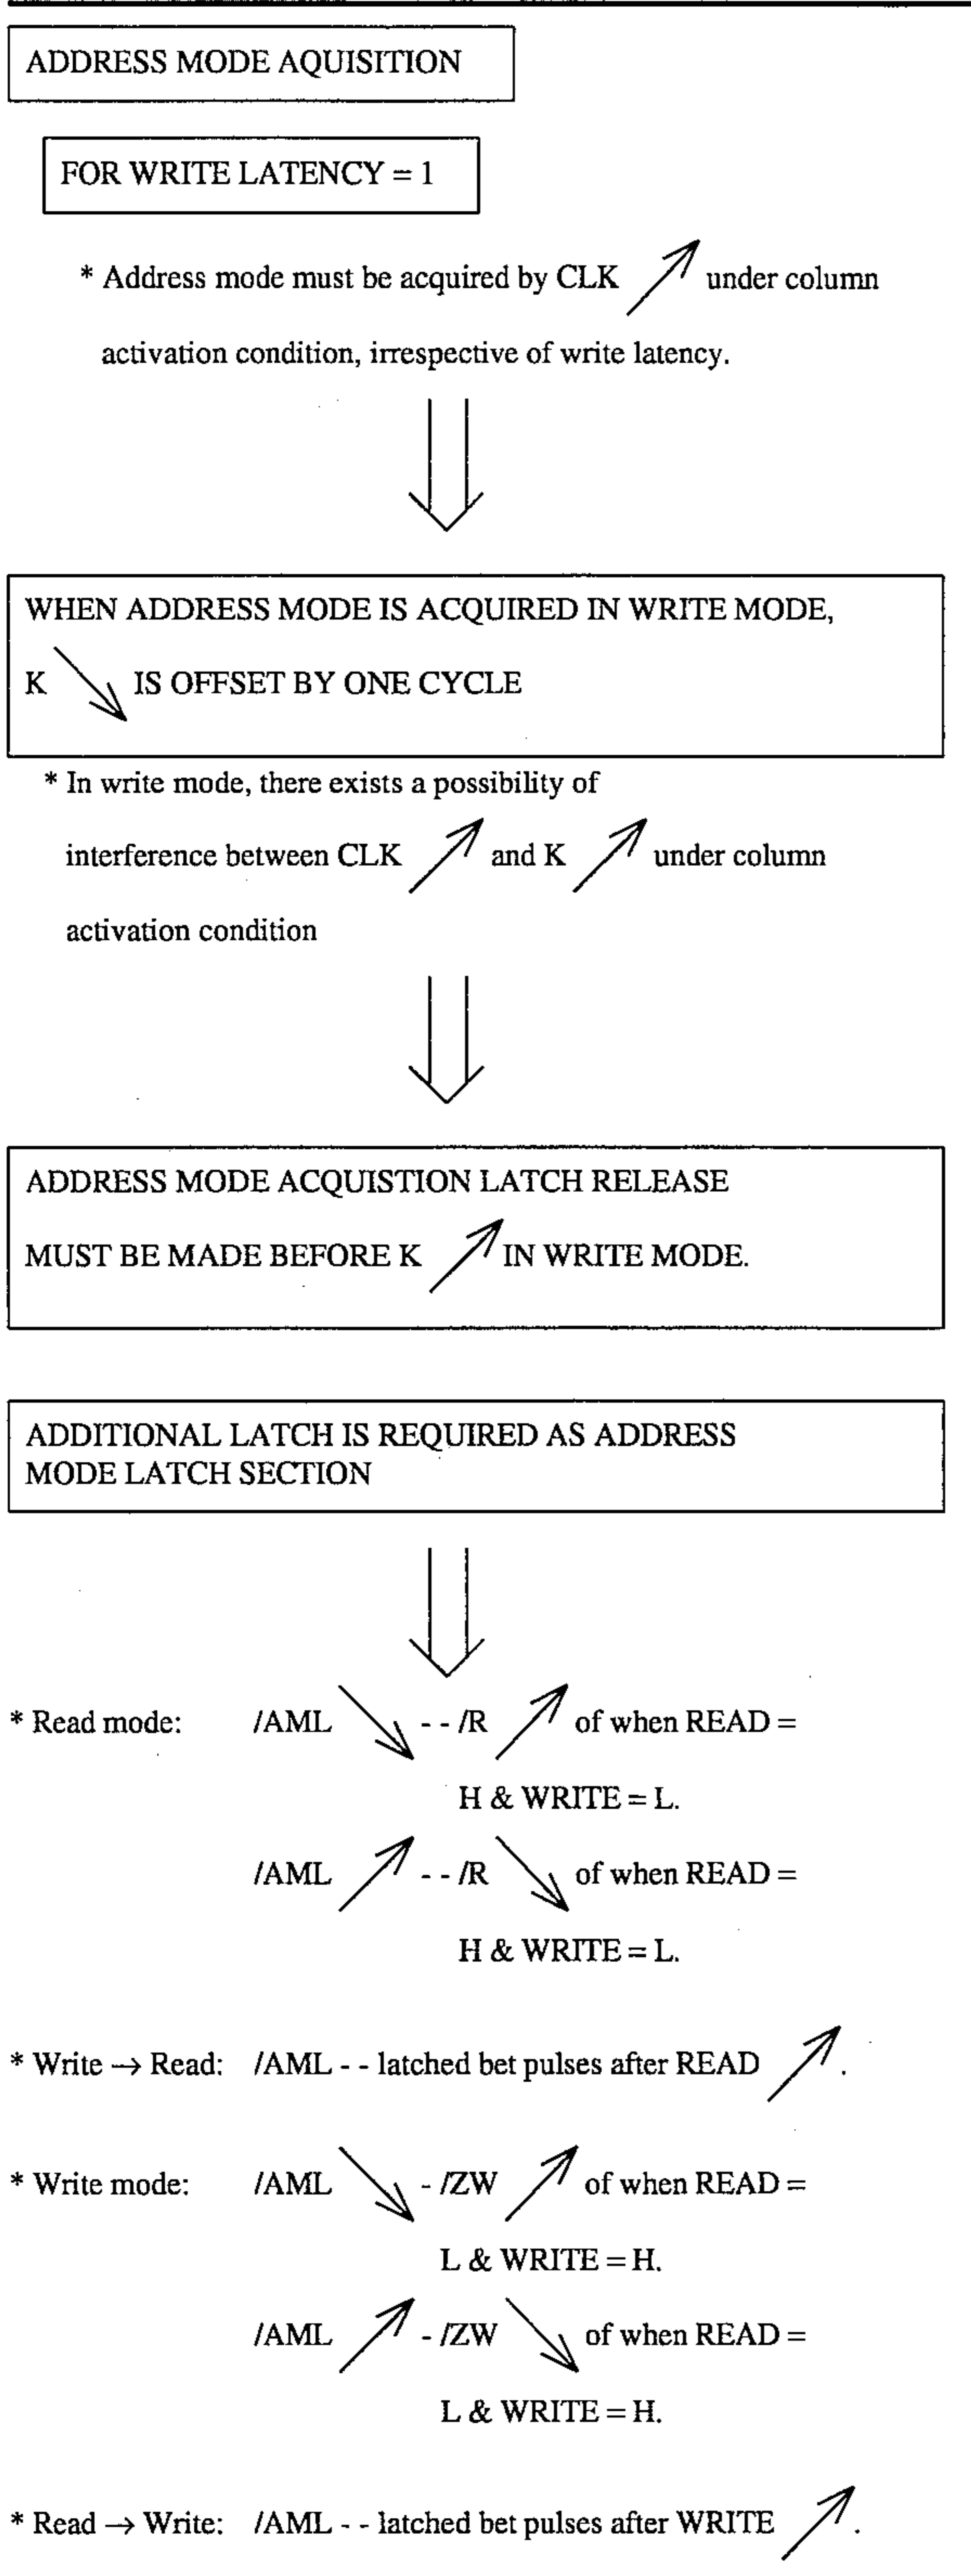 ADDRESS MODE AQUISITION
FOR WRITE LATENCY = 1
* Address mode must be acquired by CLK ↗ under column
activation condition, irrespective of write latency.
WHEN ADDRESS MODE IS ACQUIRED IN WRITE MODE,
K ↘ IS OFFSET BY ONE CYCLE
* In write mode, there exists a possibility of
interference between CLK ↗ and K ↗ under column
activation condition
ADDRESS MODE ACQUISTION LATCH RELEASE
MUST BE MADE BEFORE K ↗ IN WRITE MODE.
ADDITIONAL LATCH IS REQUIRED AS ADDRESS
MODE LATCH SECTION
* Read mode: /AML ↘ - - /R ↗ of when READ =
H & WRITE = L.
/AML ↗ - - /R ↘ of when READ =
H & WRITE = L.
* Write → Read: /AML - - latched bet pulses after READ ↗.
* Write mode: /AML ↘ - /ZW ↗ of when READ =
L & WRITE = H.
/AML ↗ - /ZW ↘ of when READ =
L & WRITE = H.
* Read → Write: /AML - - latched bet pulses after WRITE ↗.